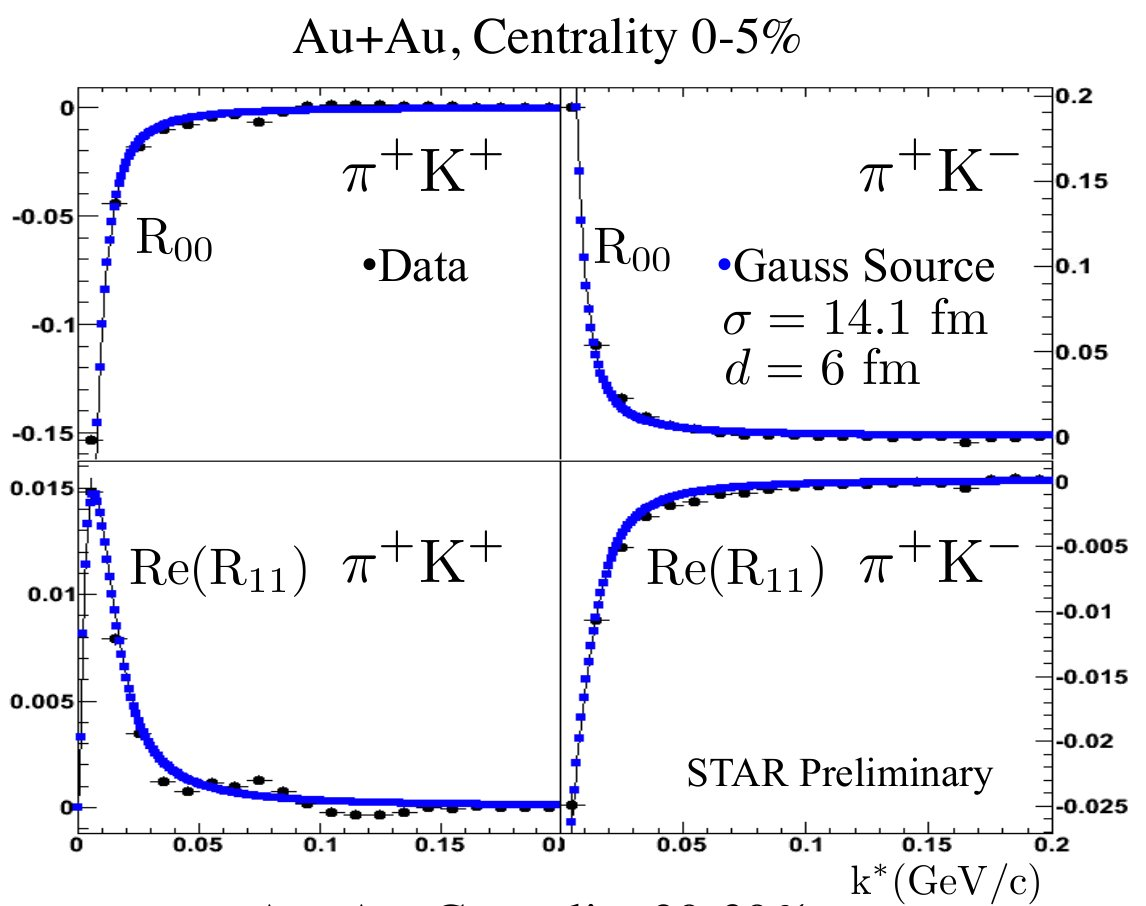 Au+Au, Centrality 0-5%
0
-0.05
-0.1
-0.15
π⁺K⁺
R₀₀
•Data
0.2
0.15
0.1
0.05
0
π⁺K⁻
R₀₀
•Gauss Source
σ = 14.1 fm
d = 6 fm
0.015
0.01
0.005
0
Re(R₁₁) π⁺K⁺
0
-0.005
-0.01
-0.015
-0.02
-0.025
Re(R₁₁) π⁺K⁻
STAR Preliminary
0 0.05 0.1 0.15 0.05 0.1 0.15 0.2
k*(GeV/c)